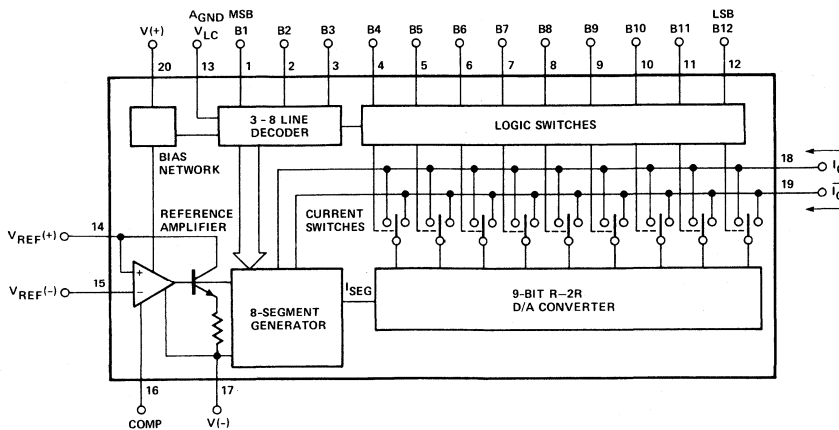 V(+)
AGND
VLC
MSB
B1
B2
B3
B4
B5
B6
B7
B8
B9
B10
B11
LSB
B12
20
13
1
2
3
4
5
6
7
8
9
10
11
12
3 – 8 LINE
DECODER
LOGIC SWITCHES
BIAS
NETWORK
18
19
14
VREF(+)
REFERENCE
AMPLIFIER
CURRENT
SWITCHES
15
VREF(-)
+
–
8-SEGMENT
GENERATOR
ISEG
9-BIT R–2R
D/A CONVERTER
16
17
COMP
V(-)